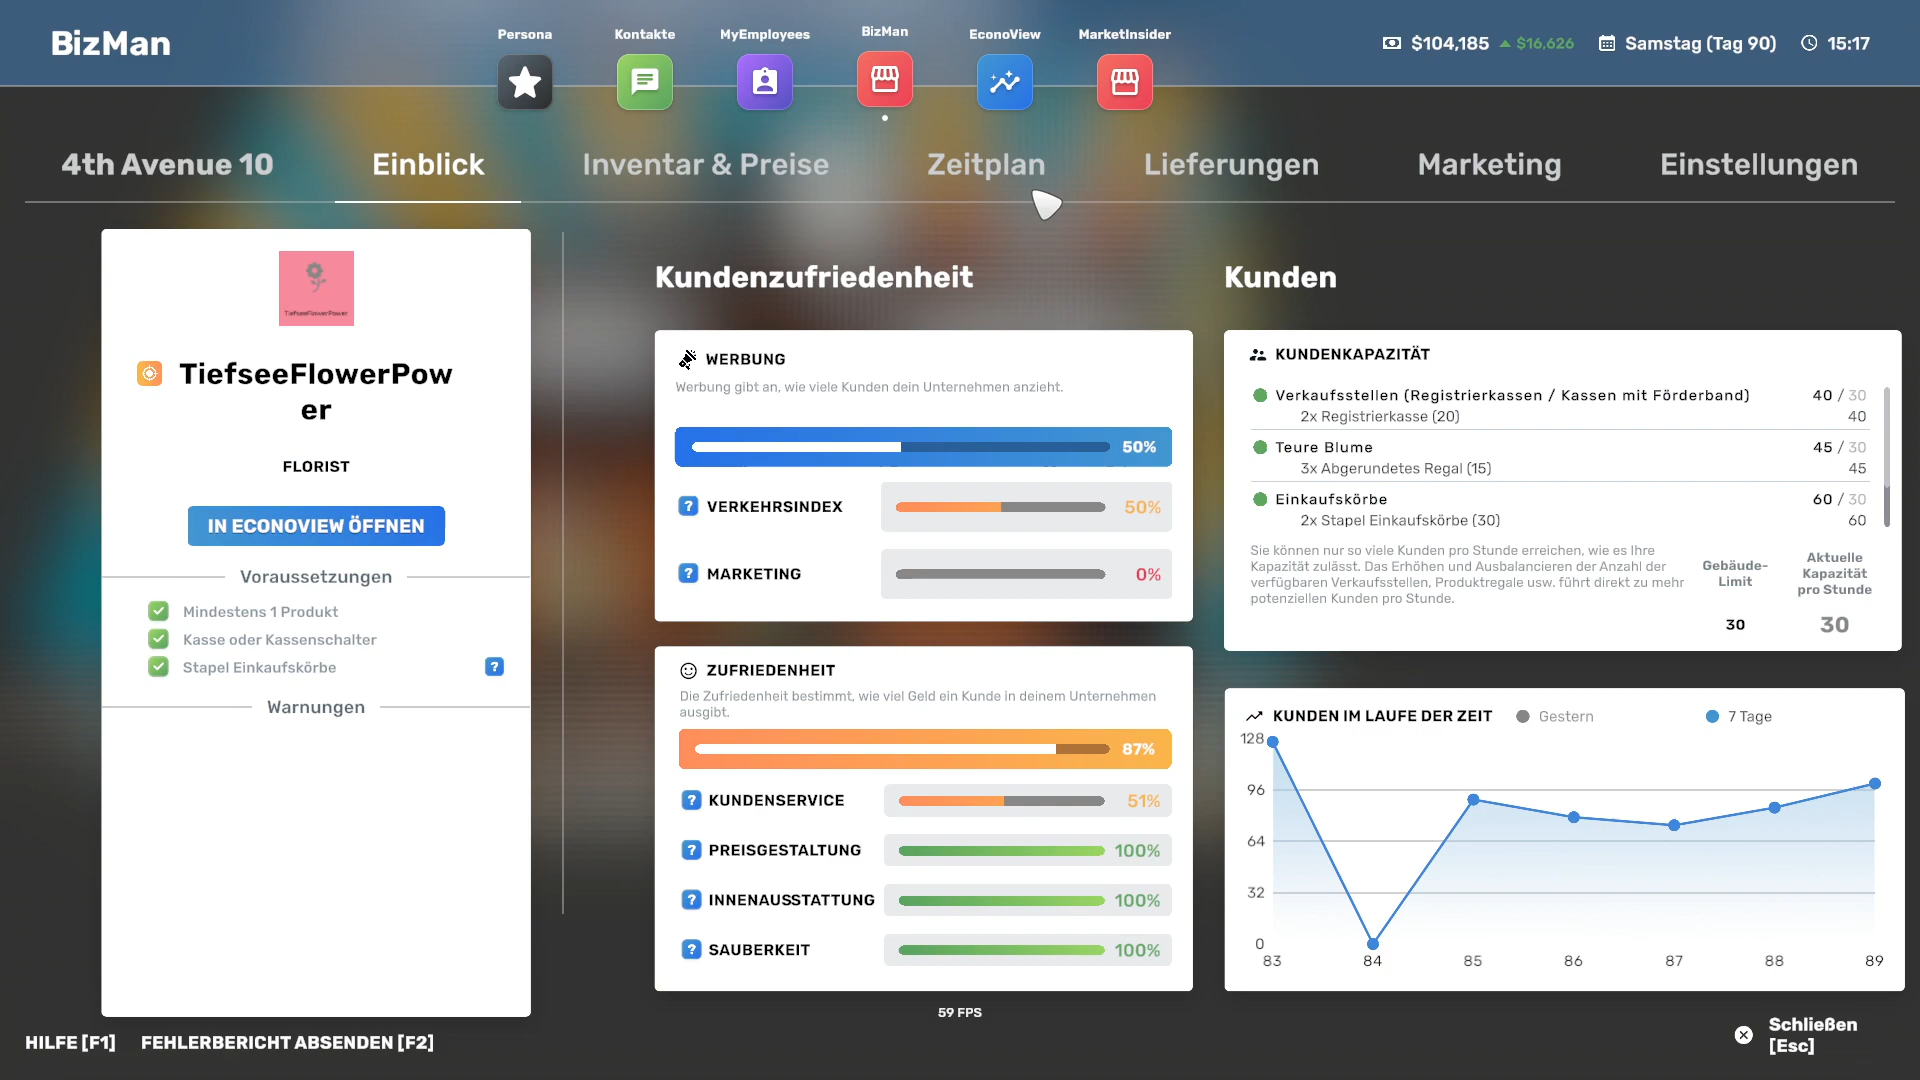 BizMan
Persona
Kontakte
MyEmployees
BizMan
EconoView
MarketInsider
$104,185
$16,626
Samstag (Tag 90)
15:17
4th Avenue 10
Einblick
Inventar & Preise
Zeitplan
Lieferungen
Marketing
Einstellungen
TiefseeFlowerPower
TiefseeFlowerPow
er
FLORIST
IN ECONOVIEW ÖFFNEN
Voraussetzungen
Mindestens 1 Produkt
Kasse oder Kassenschalter
Stapel Einkaufskörbe
?
Warnungen
Kundenzufriedenheit
WERBUNG
Werbung gibt an, wie viele Kunden dein Unternehmen anzieht.
50%
? VERKEHRSINDEX 50%
? MARKETING 0%
ZUFRIEDENHEIT
Die Zufriedenheit bestimmt, wie viel Geld ein Kunde in deinem Unternehmen
ausgibt.
87%
? KUNDENSERVICE 51%
? PREISGESTALTUNG 100%
? INNENAUSSTATTUNG 100%
? SAUBERKEIT 100%
Kunden
KUNDENKAPAZITÄT
Verkaufsstellen (Registrierkassen / Kassen mit Förderband) 40 / 30
2x Registrierkasse (20) 40
Teure Blume 45 / 30
3x Abgerundetes Regal (15) 45
Einkaufskörbe 60 / 30
2x Stapel Einkaufskörbe (30) 60
Sie können nur so viele Kunden pro Stunde erreichen, wie es Ihre
Kapazität zulässt. Das Erhöhen und Ausbalancieren der Anzahl der
verfügbaren Verkaufsstellen, Produktregale usw. führt direkt zu mehr
potenziellen Kunden pro Stunde.
Gebäude-
Limit
30
Aktuelle
Kapazität
pro Stunde
30
KUNDEN IM LAUFE DER ZEIT
Gestern
7 Tage
128
96
64
32
0
83 84 85 86 87 88 89
59 FPS
HILFE [F1]
FEHLERBERICHT ABSENDEN [F2]
Schließen
[Esc]